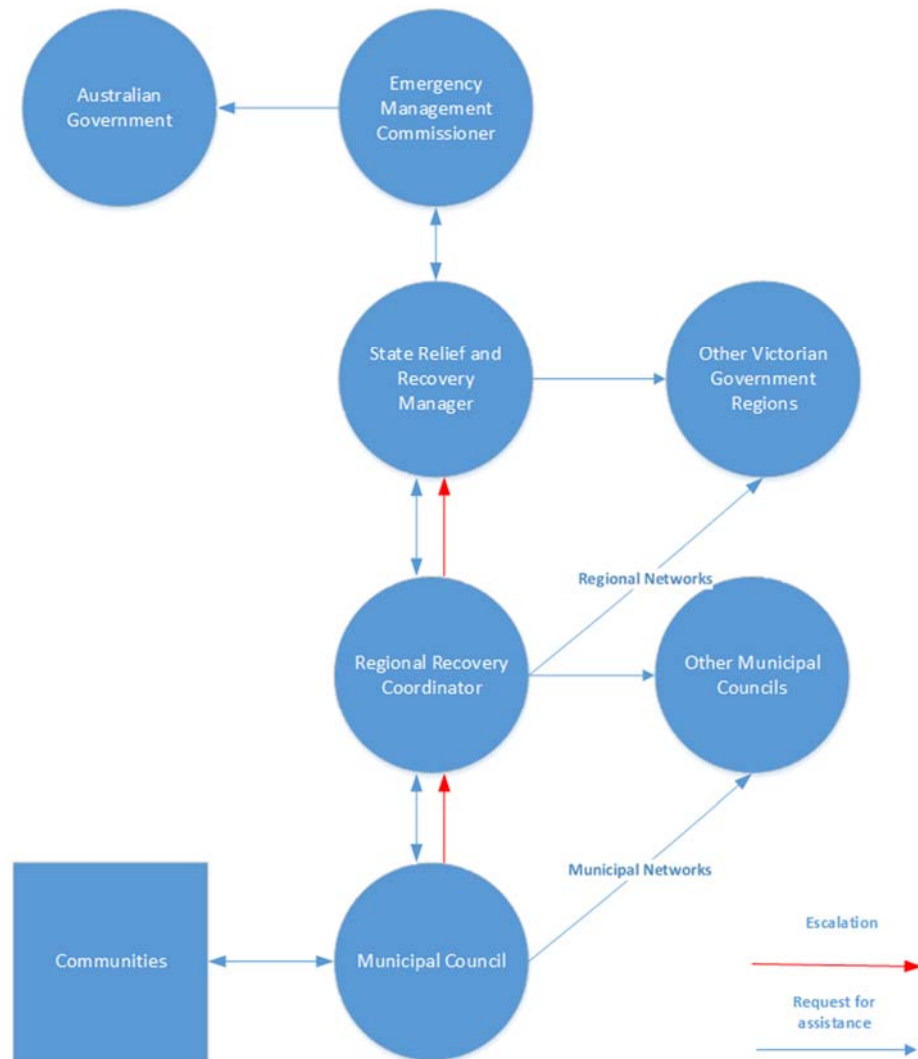 Australian
Government
Emergency
Management
Commissioner
State Relief and
Recovery
Manager
Other Victorian
Government
Regions
Regional Networks
Regional Recovery
Coordinator
Other Municipal
Councils
Municipal Networks
Communities
Municipal Council
Escalation
Request for
assistance